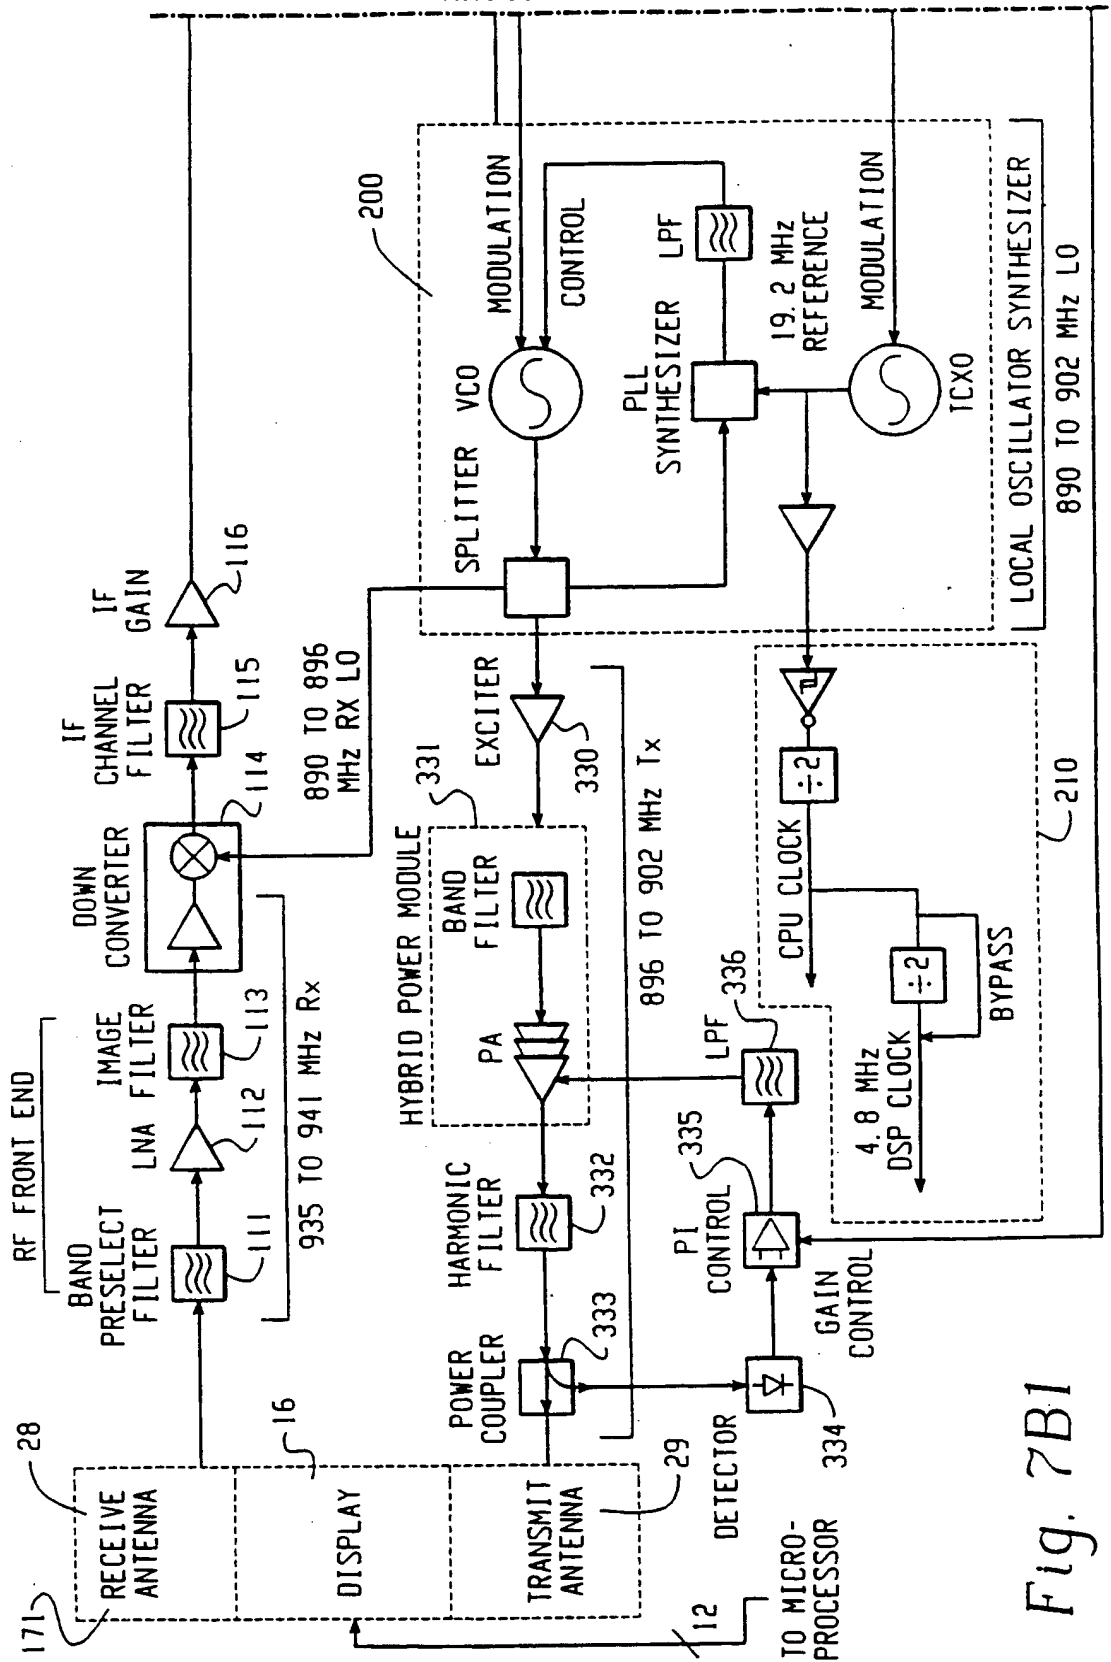 171
28
RECEIVE
ANTENNA
16
DISPLAY
TRANSMIT
ANTENNA
29
12
TO MICRO-
PROCESSOR
RF FRONT END
BAND
PRESELECT
FILTER
111
LNA
112
IMAGE
FILTER
113
935 TO 941 MHz Rx
DOWN
CONVERTER
114
IF
CHANNEL
FILTER
115
IF
GAIN
116
890 TO 896
MHz RX LO
POWER
COUPLER
333
HARMONIC
FILTER
332
HYBRID POWER MODULE
331
PA
BAND
FILTER
EXCITER
330
896 TO 902 MHz Tx
DETECTOR
334
PI
CONTROL
335
GAIN
CONTROL
LPF
336
200
SPLITTER
VCO
MODULATION
CONTROL
PLL
SYNTHESIZER
LPF
19.2 MHz
REFERENCE
TCXO
MODULATION
LOCAL OSCILLATOR SYNTHESIZER
890 TO 902 MHz LO
÷2
CPU CLOCK
÷2
BYPASS
4.8 MHz
DSP CLOCK
210
Fig. 7B1